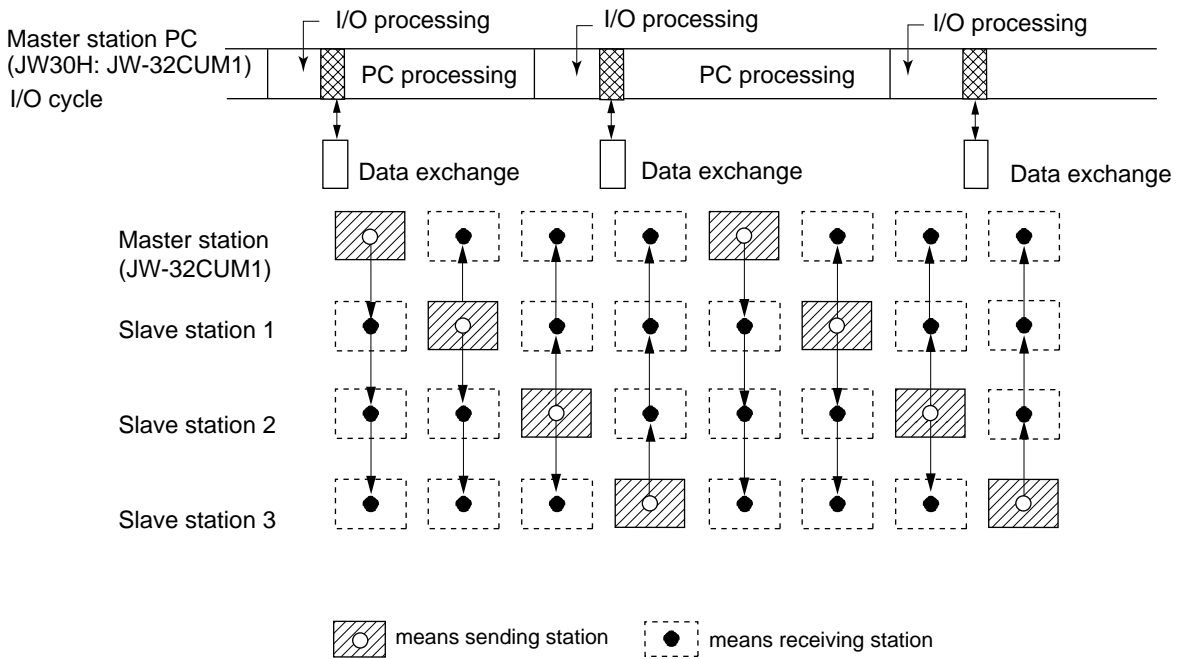 I/O processing
I/O processing
I/O processing
Master station PC
(JW30H: JW-32CUM1)
I/O cycle
PC processing
PC processing
Data exchange
Data exchange
Data exchange
Master station
(JW-32CUM1)
Slave station 1
Slave station 2
Slave station 3
means sending station
means receiving station